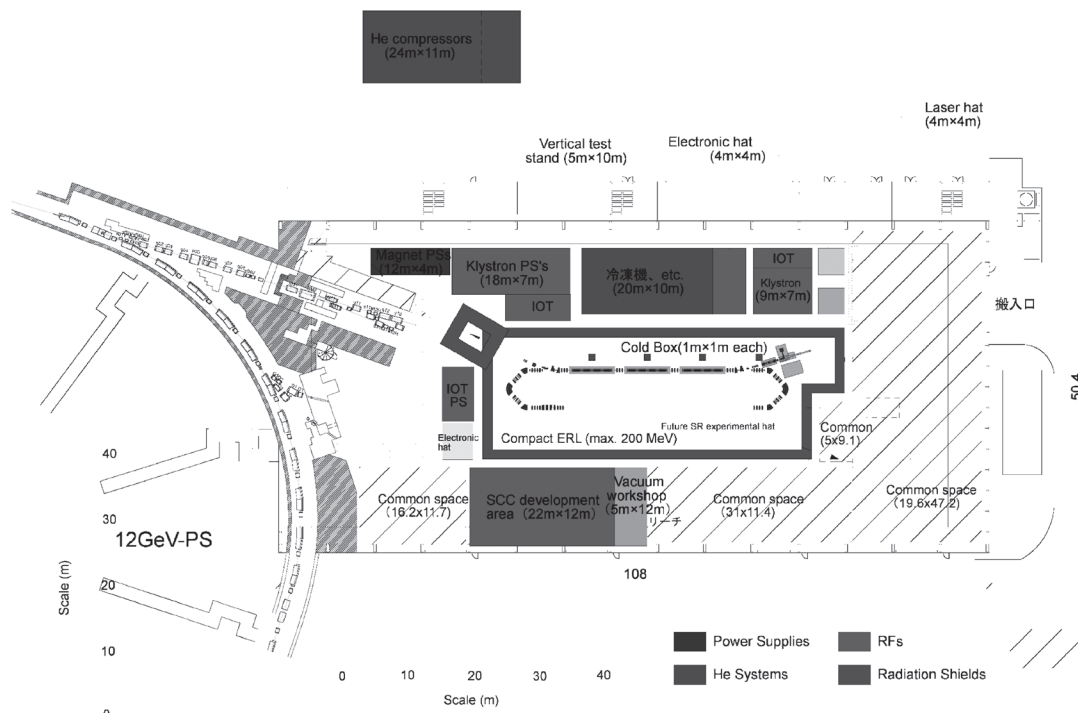 He compressors
(24m×11m)
Laser hat
(4m×4m)
Vertical test
stand (5m×10m)
Electronic hat
(4m×4m)
Magnet PSs
(12m×4m)
Klystron PS's
(18m×7m)
IOT
冷凍機、etc.
(20m×10m)
IOT
Klystron
(9m×7m)
搬入口
Cold Box(1m×1m each)
IOT
PS
Electronic
hat
Future SR experimental hat
Compact ERL (max. 200 MeV)
Common
(5x9.1)
50.4
Common space
(16.2x11.7)
SCC development
area (22m×12m)
Vacuum
workshop
(5m×12m)
リーチ
Common space
(31x11.4)
Common space
(19.6x47.2)
12GeV-PS
108
40
30
20
10
0
Scale (m)
0 10 20 30 40
Scale (m)
Power Supplies
RFs
He Systems
Radiation Shields